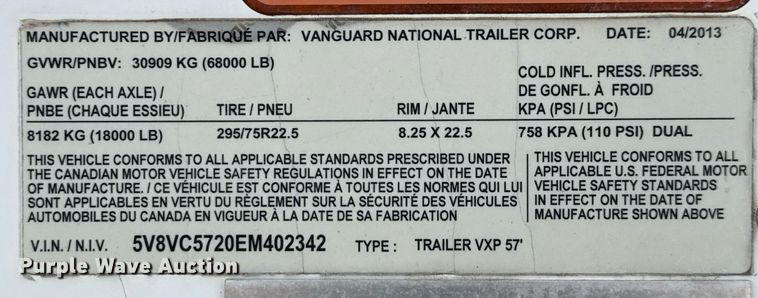 MANUFACTURED BY/FABRIQUÉ PAR: VANGUARD NATIONAL TRAILER CORP. DATE: 04/2013
GVWR/PNBV: 30909 KG (68000 LB)
GAWR (EACH AXLE) /
PNBE (CHAQUE ESSIEU) TIRE / PNEU RIM / JANTE
COLD INFL. PRESS. /PRESS.
DE GONFL. À FROID
KPA (PSI / LPC)
8182 KG (18000 LB) 295/75R22.5 8.25 X 22.5 758 KPA (110 PSI) DUAL
THIS VEHICLE CONFORMS TO ALL APPLICABLE STANDARDS PRESCRIBED UNDER
THE CANADIAN MOTOR VEHICLE SAFETY REGULATIONS IN EFFECT ON THE DATE
OF MANUFACTURE. / CE VÉHICULE EST CONFORME À TOUTES LES NORMES QUI LUI
SONT APPLICABLES EN VERTU DU RÈGLEMENT SUR LA SÉCURITÉ DES VÉHICULES
AUTOMOBILES DU CANADA EN VIGUEUR À LA DATE DE SA FABRICATION
THIS VEHICLE CONFORMS TO ALL
APPLICABLE U.S. FEDERAL MOTOR
VEHICLE SAFETY STANDARDS
IN EFFECT ON THE DATE OF
MANUFACTURE SHOWN ABOVE
V.I.N. / N.I.V. 5V8VC5720EM402342 TYPE : TRAILER VXP 57'
Purple Wave Auction